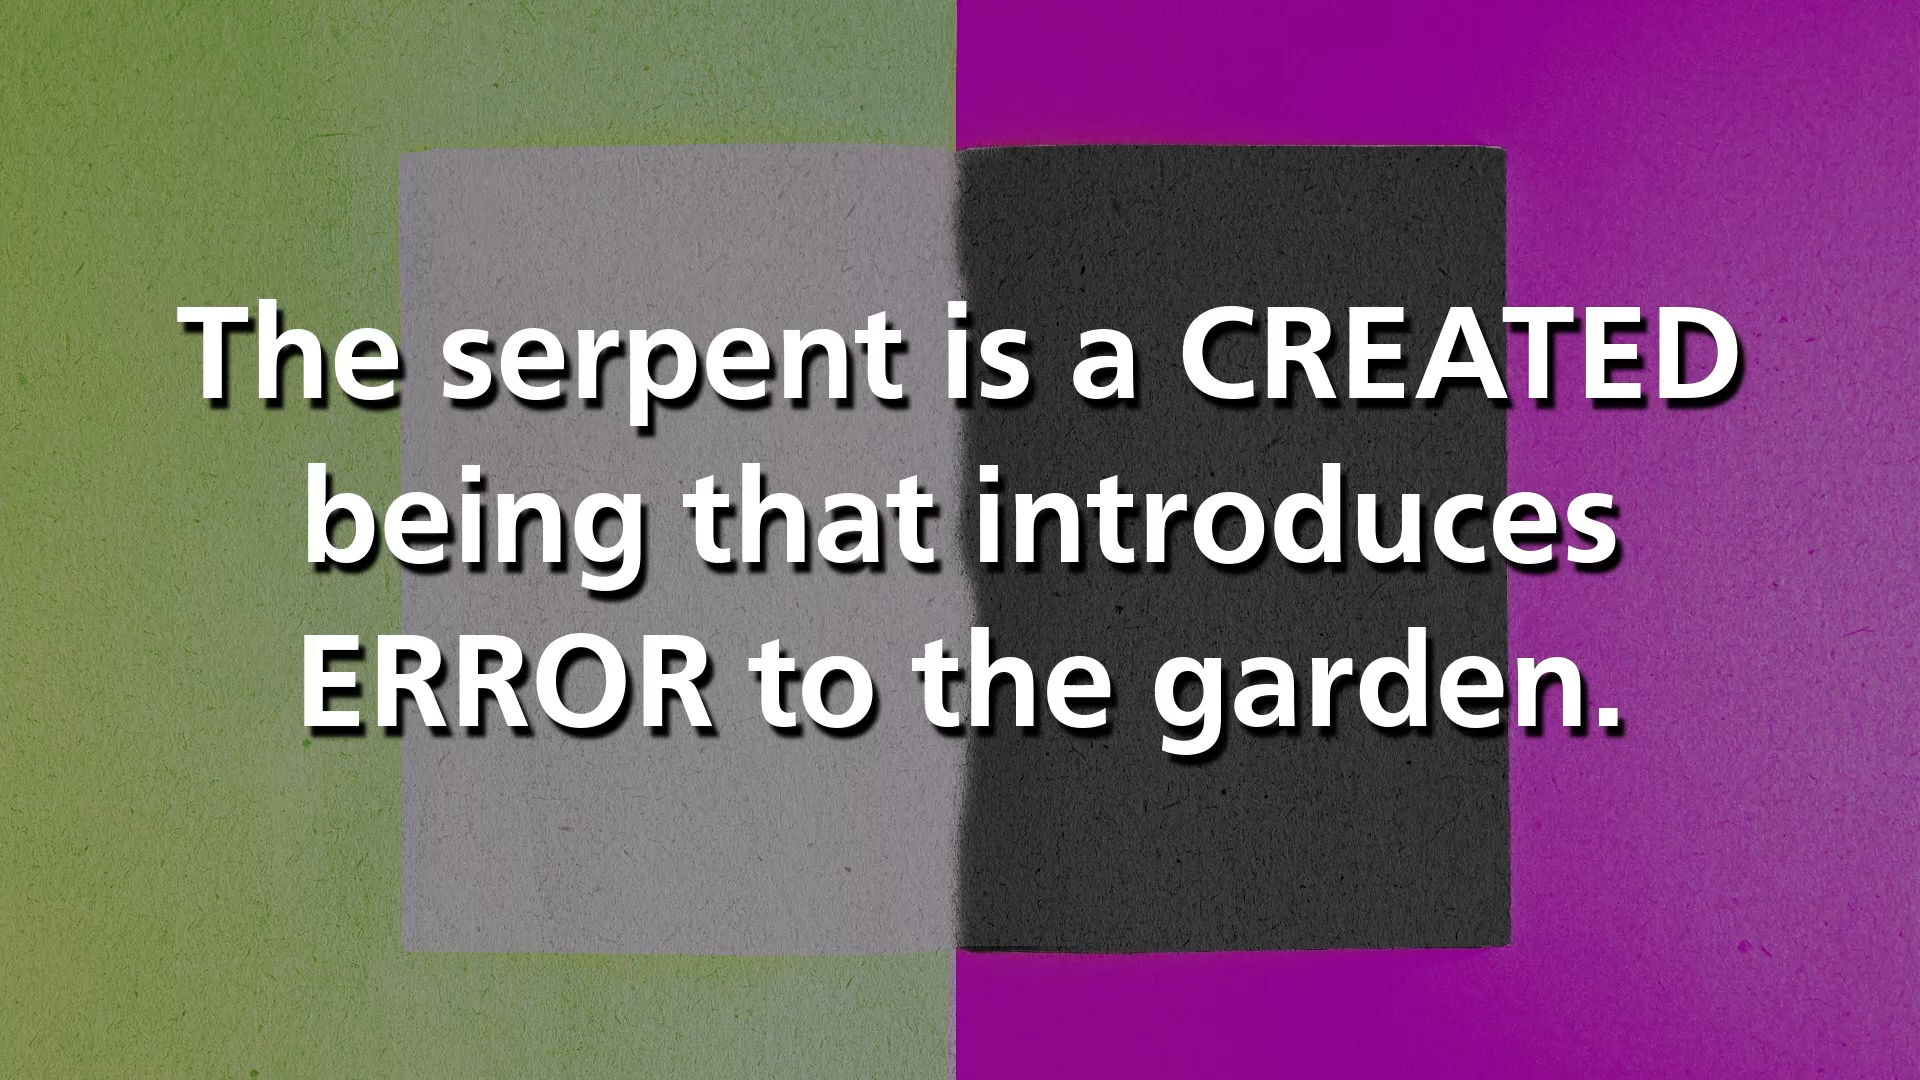 The serpent is a CREATED
being that introduces
ERROR to the garden.